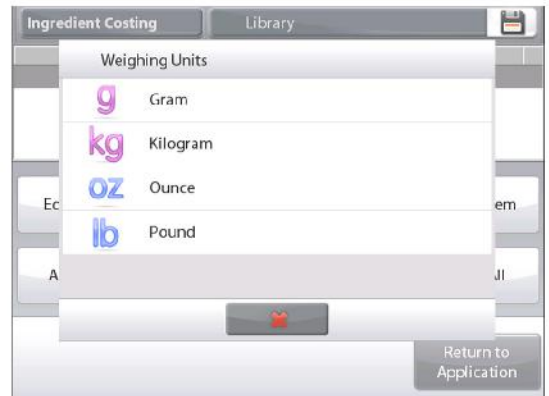 Ingredient Costing
Library
Weighing Units
g Gram
kg Kilogram
oz Ounce
lb Pound
Return to
Application